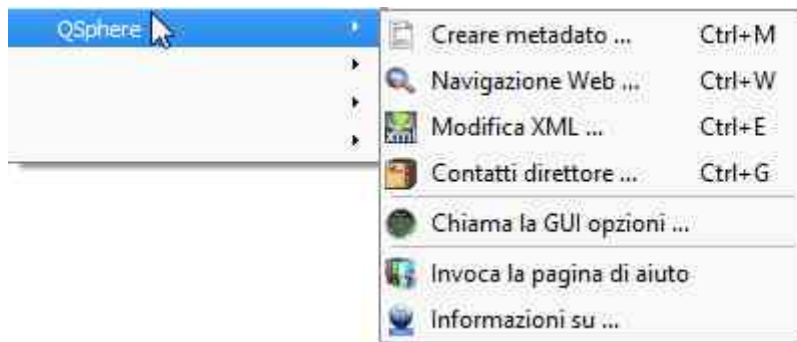 QSphere
Creare metadato ... Ctrl+M
Navigazione Web ... Ctrl+W
Modifica XML ... Ctrl+E
Contatti direttore ... Ctrl+G
Chiama la GUI opzioni ...
Invoca la pagina di aiuto
Informazioni su ...